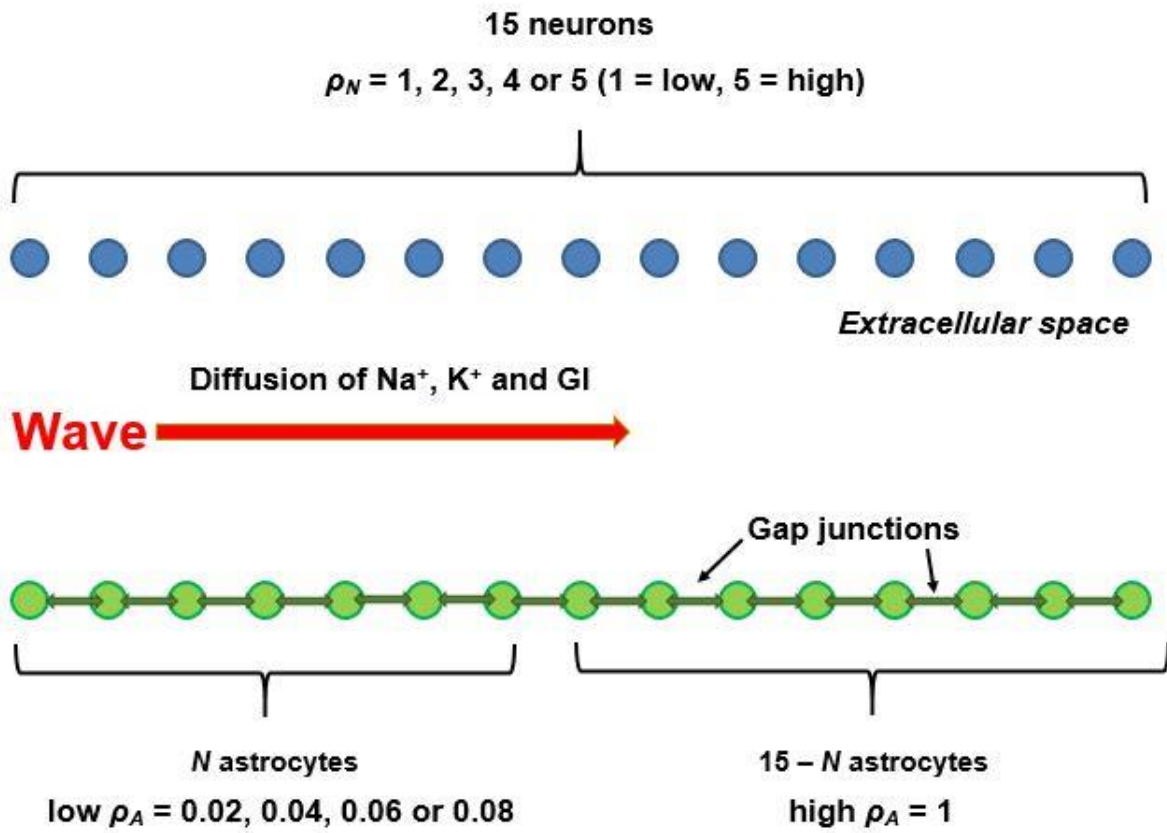 15 neurons
ρN = 1, 2, 3, 4 or 5 (1 = low, 5 = high)
Extracellular space
Diffusion of Na⁺, K⁺ and Gl
Wave
Gap junctions
N astrocytes
low ρA = 0.02, 0.04, 0.06 or 0.08
15 – N astrocytes
high ρA = 1